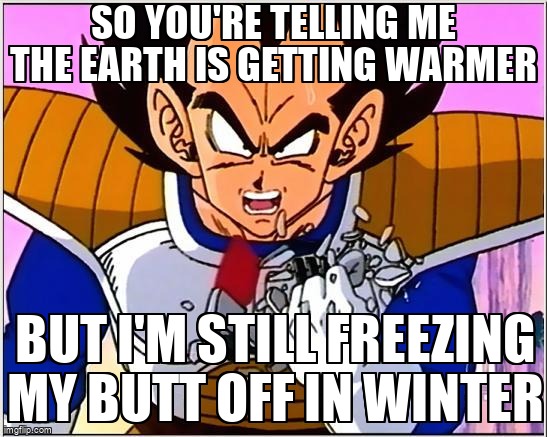 SO YOU'RE TELLING ME
THE EARTH IS GETTING WARMER
BUT I'M STILL FREEZING
MY BUTT OFF IN WINTER
imgflip.com